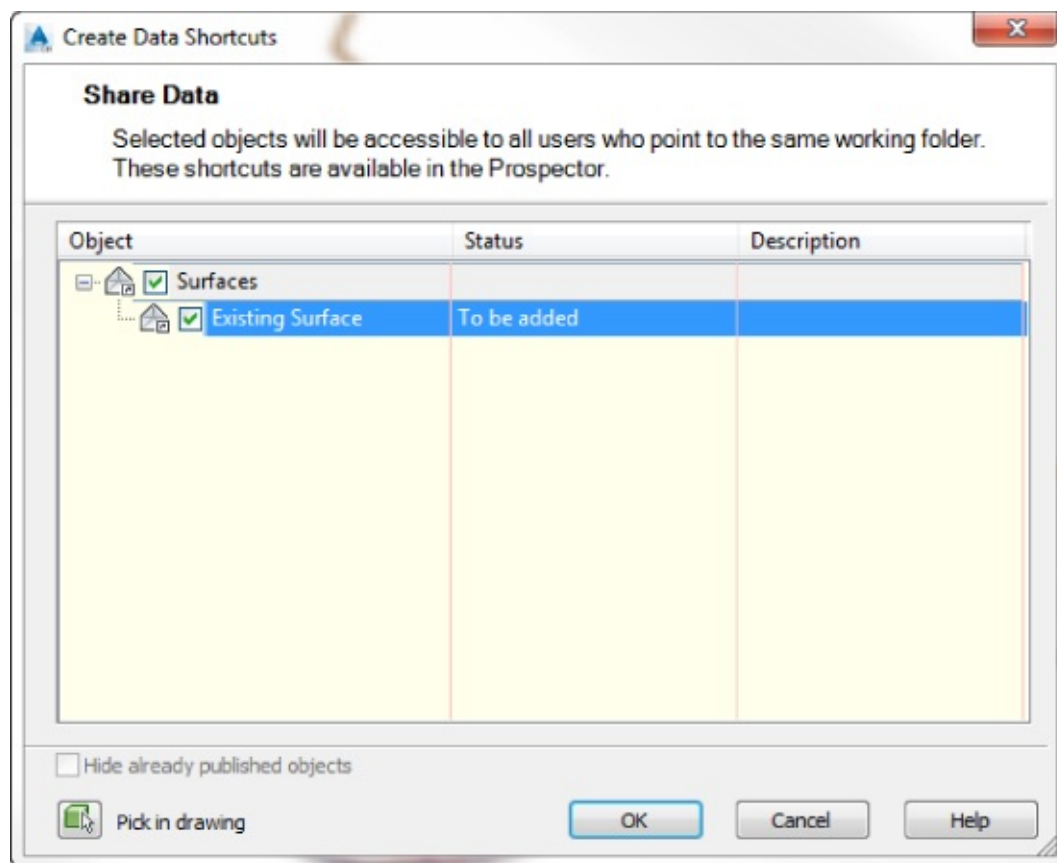 Create Data Shortcuts
Share Data
Selected objects will be accessible to all users who point to the same working folder.
These shortcuts are available in the Prospector.
Object Status Description
Surfaces
Existing Surface To be added
Hide already published objects
Pick in drawing OK Cancel Help